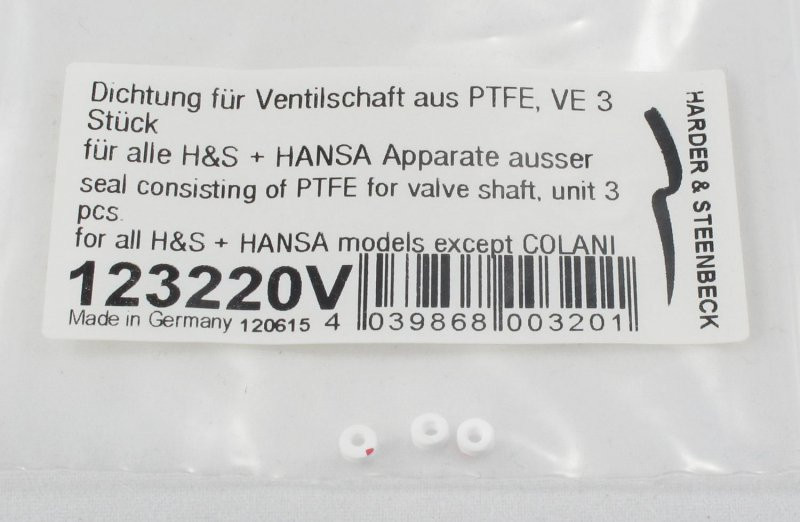 Dichtung für Ventilschaft aus PTFE, VE 3
Stück
für alle H&S + HANSA Apparate ausser
seal consisting of PTFE for valve shaft, unit 3
pcs.
for all H&S + HANSA models except COLANI
123220V
Made in Germany 120615 4 039868 003201
HARDER & STEENBECK